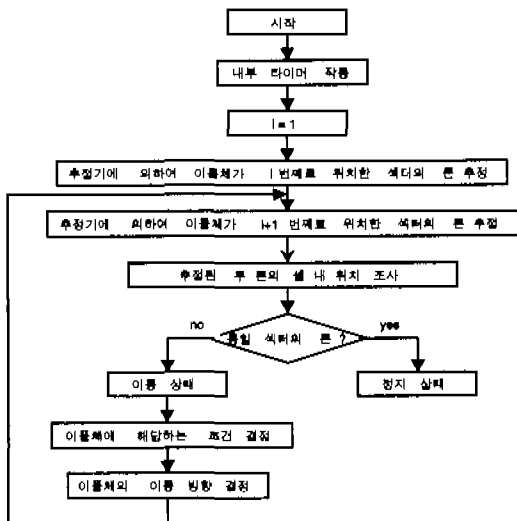 시작
내부 타이머 작동
I = 1
추정기에 의하여 이동체가 I 번째로 위치한 섹터의 존 추정
추정기에 의하여 이동체가 I+1 번째로 위치한 섹터의 존 추정
추정된 두 존의 셀 내 위치 조사
no
동일 섹터의 존 ?
yes
이동 상태
정지 상태
이동체에 해당하는 조건 결정
이동체의 이동 방향 결정